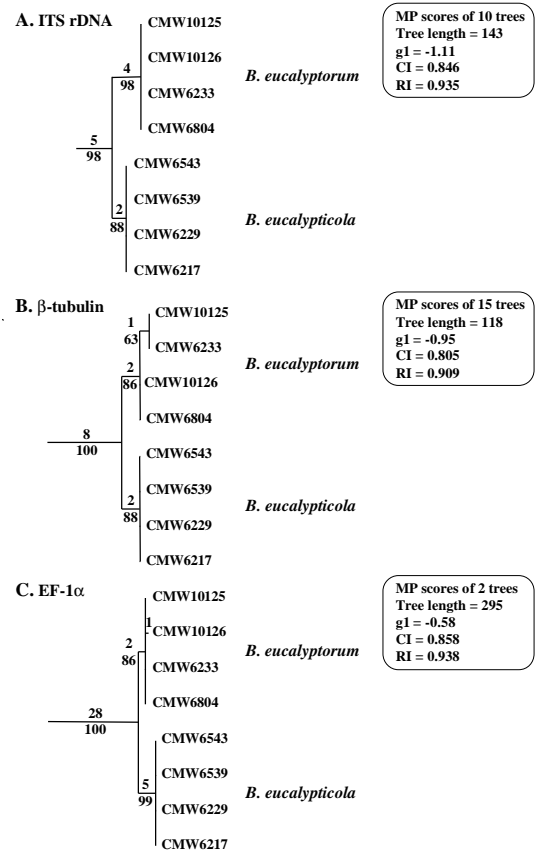 A. ITS rDNA
CMW10125
CMW10126
4
98
CMW6233
CMW6804
B. eucalyptorum
5
98
CMW6543
CMW6539
2
88
CMW6229
CMW6217
B. eucalypticola
MP scores of 10 trees
Tree length = 143
g1 = -1.11
CI = 0.846
RI = 0.935
B. β-tubulin
CMW10125
1
63
CMW6233
2
86
CMW10126
CMW6804
B. eucalyptorum
8
100
CMW6543
CMW6539
2
88
CMW6229
CMW6217
B. eucalypticola
MP scores of 15 trees
Tree length = 118
g1 = -0.95
CI = 0.805
RI = 0.909
C. EF-1α
CMW10125
1
CMW10126
2
86
CMW6233
CMW6804
B. eucalyptorum
28
100
CMW6543
CMW6539
5
99
CMW6229
CMW6217
B. eucalypticola
MP scores of 2 trees
Tree length = 295
g1 = -0.58
CI = 0.858
RI = 0.938